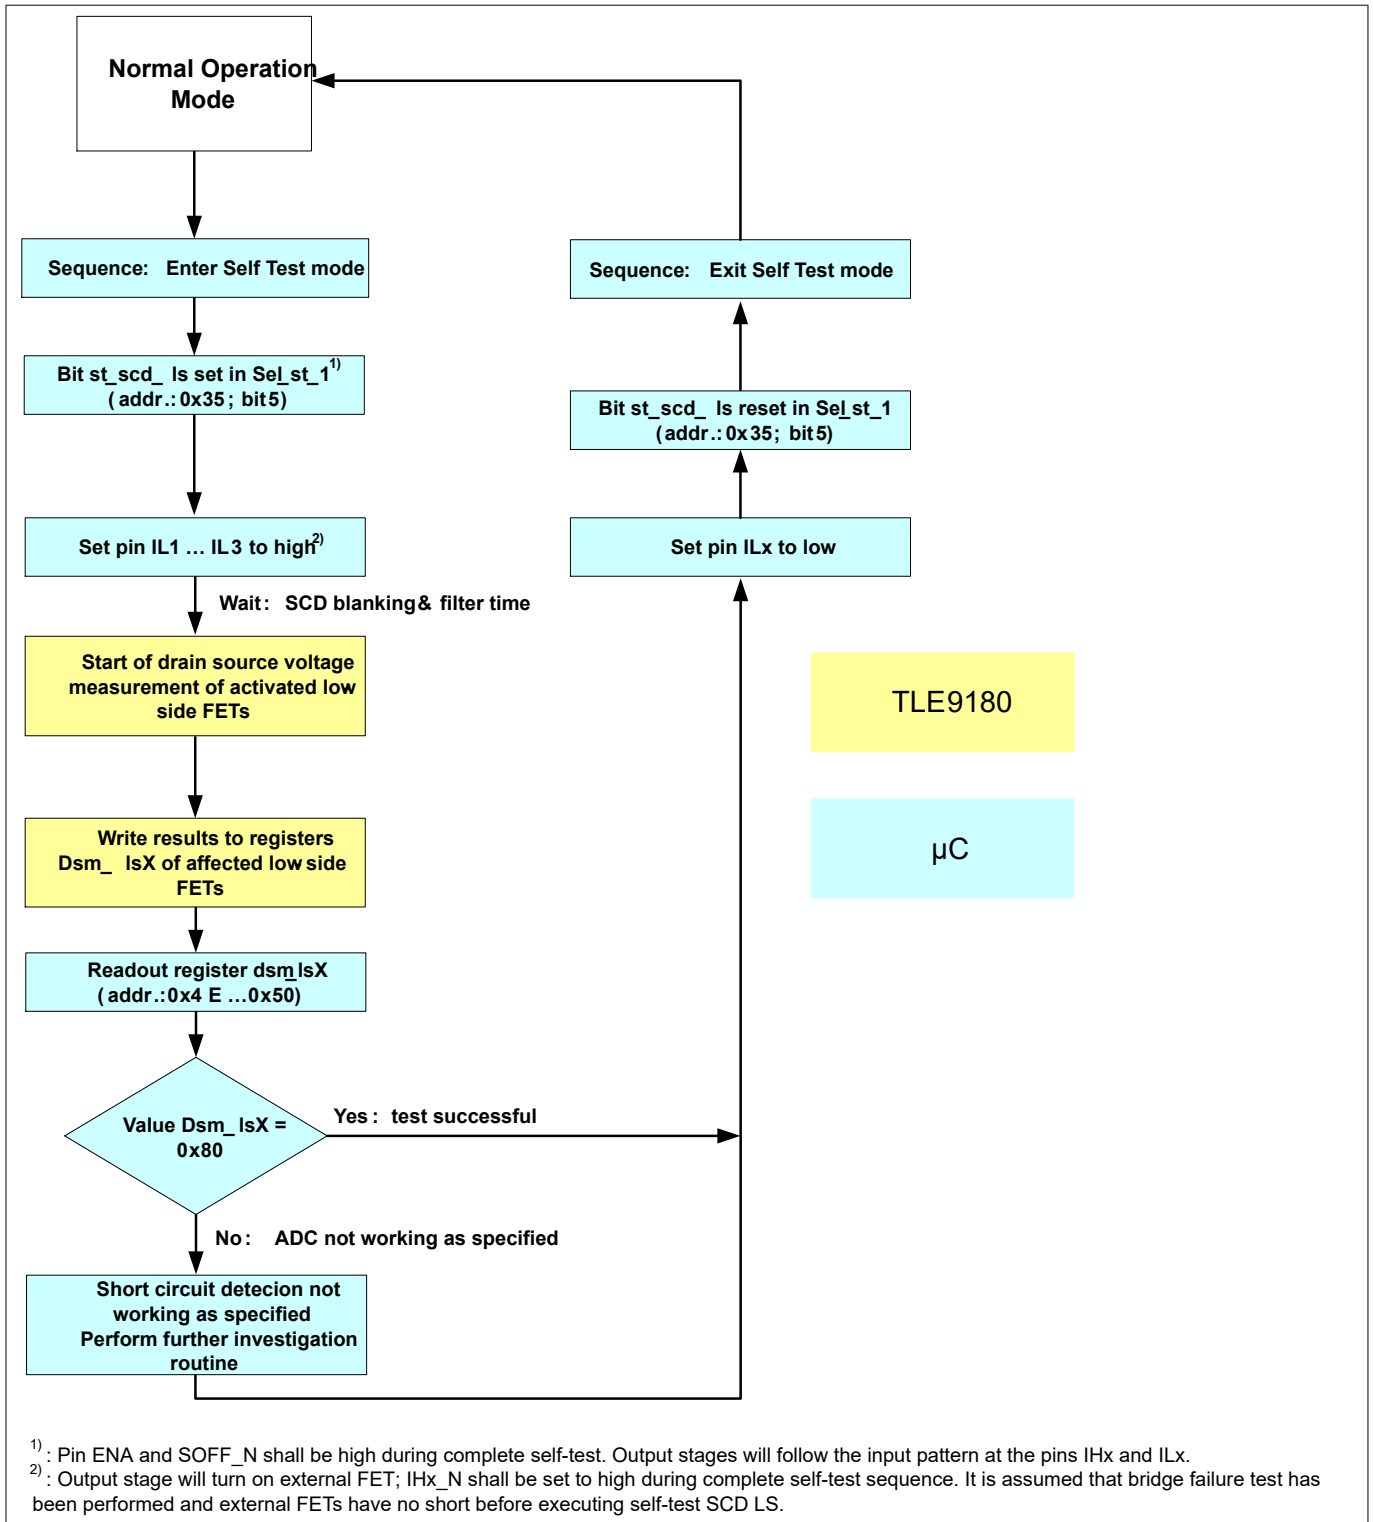 Normal Operation
Mode
Sequence: Enter Self Test mode
Bit st_scd_ ls set in Sel_st_1 1)
(addr.: 0x35; bit5)
Set pin IL1 … IL3 to high 2)
Wait: SCD blanking & filter time
Start of drain source voltage
measurement of activated low
side FETs
Write results to registers
Dsm_ lsX of affected low side
FETs
Readout register dsm_lsX
(addr.:0x4 E …0x50)
Value Dsm_ lsX =
0x80
Yes: test successful
No: ADC not working as specified
Short circuit detecion not
working as specified
Perform further investigation
routine
Sequence: Exit Self Test mode
Bit st_scd_ ls reset in Sel_st_1
(addr.: 0x35; bit5)
Set pin ILx to low
TLE9180
µC
1) : Pin ENA and SOFF_N shall be high during complete self-test. Output stages will follow the input pattern at the pins IHx and ILx.
2) : Output stage will turn on external FET; IHx_N shall be set to high during complete self-test sequence. It is assumed that bridge failure test has
been performed and external FETs have no short before executing self-test SCD LS.